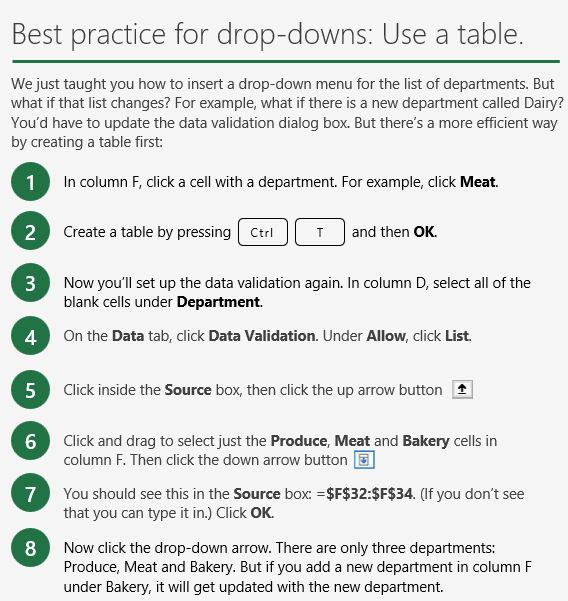 Best practice for drop-downs: Use a table.
We just taught you how to insert a drop-down menu for the list of departments. But
what if that list changes? For example, what if there is a new department called Dairy?
You’d have to update the data validation dialog box. But there’s a more efficient way
by creating a table first:
1 In column F, click a cell with a department. For example, click Meat.
2 Create a table by pressing Ctrl T and then OK.
3 Now you’ll set up the data validation again. In column D, select all of the
blank cells under Department.
4 On the Data tab, click Data Validation. Under Allow, click List.
5 Click inside the Source box, then click the up arrow button
6 Click and drag to select just the Produce, Meat and Bakery cells in
column F. Then click the down arrow button
7 You should see this in the Source box: =$F$32:$F$34. (If you don’t see
that you can type it in.) Click OK.
8 Now click the drop-down arrow. There are only three departments:
Produce, Meat and Bakery. But if you add a new department in column F
under Bakery, it will get updated with the new department.